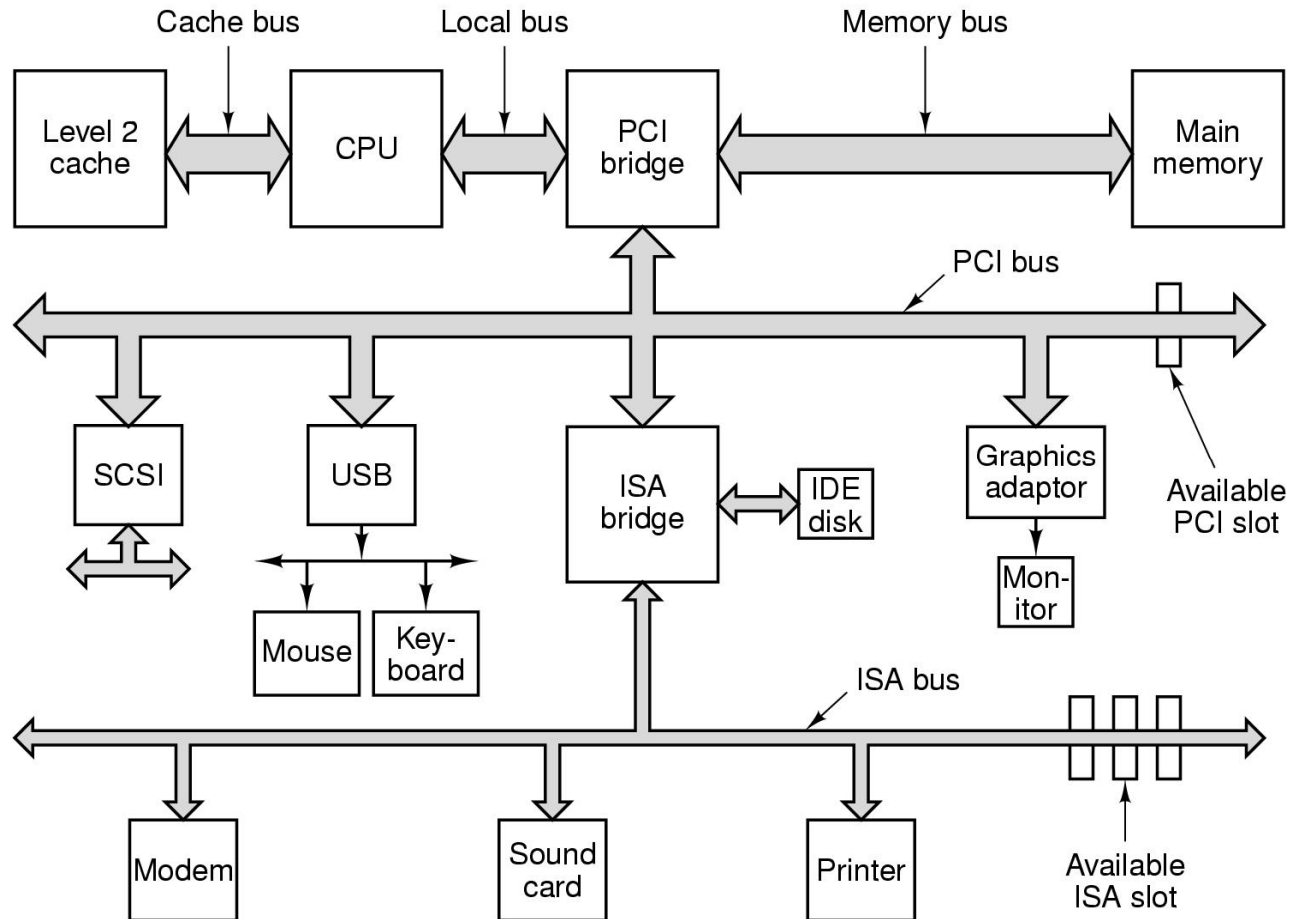 Cache bus
Local bus
Memory bus
Level 2
cache
CPU
PCI
bridge
Main
memory
PCI bus
SCSI
USB
ISA
bridge
IDE
disk
Graphics
adaptor
Available
PCI slot
Mon-
itor
Mouse
Key-
board
ISA bus
Modem
Sound
card
Printer
Available
ISA slot